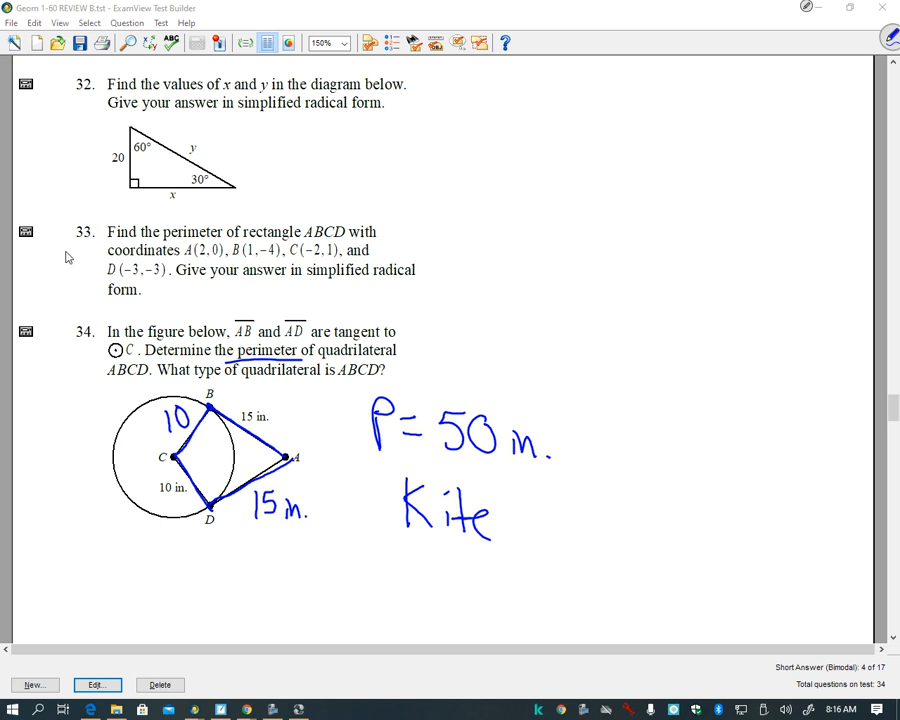 Geom 1-60 REVIEW B.tst - ExamView Test Builder
File Edit View Select Question Test Help
150%
32. Find the values of x and y in the diagram below.
Give your answer in simplified radical form.
60°
y
20
30°
x
33. Find the perimeter of rectangle ABCD with
coordinates A(2,0), B(1,−4), C(−2,1), and
D(−3,−3). Give your answer in simplified radical
form.
34. In the figure below, AB and AD are tangent to
⊙C. Determine the perimeter of quadrilateral
ABCD. What type of quadrilateral is ABCD?
B
10
15 in.
P = 50 in.
C
A
10 in.
15 in.
Kite
D
Short Answer (Bimodal): 4 of 17
New... Edit... Delete
Total questions on test: 34
8:16 AM